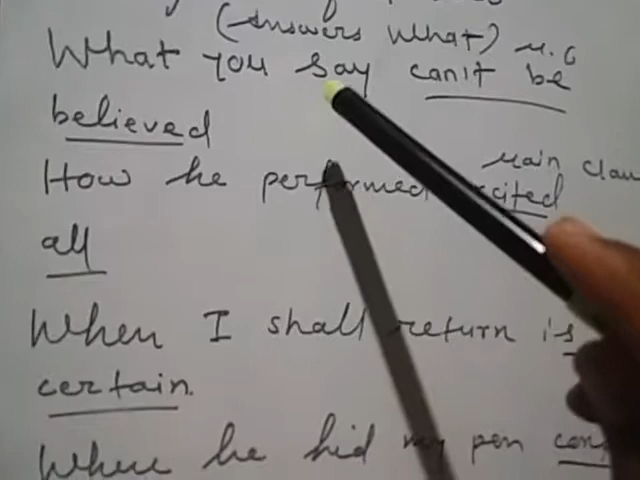 (Answers What) M.C
What you say can't be
believed
How he performed excited
Main Clau
all
When I shall return is
certain.
Where he hid my pen